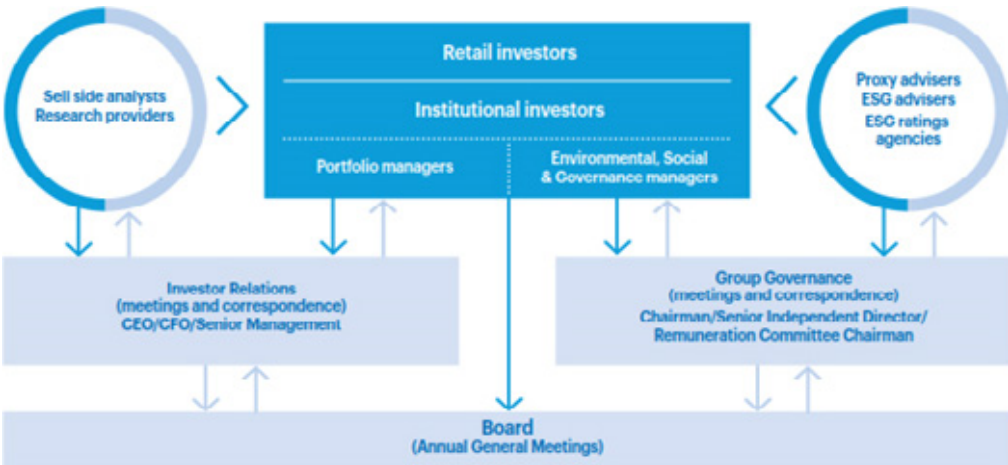 Sell side analysts
Research providers
Retail investors
Institutional investors
Portfolio managers
Environmental, Social
& Governance managers
Proxy advisers
ESG advisers
ESG ratings
agencies
Investor Relations
(meetings and correspondence)
CEO/CFO/Senior Management
Group Governance
(meetings and correspondence)
Chairman/Senior Independent Director/
Remuneration Committee Chairman
Board
(Annual General Meetings)